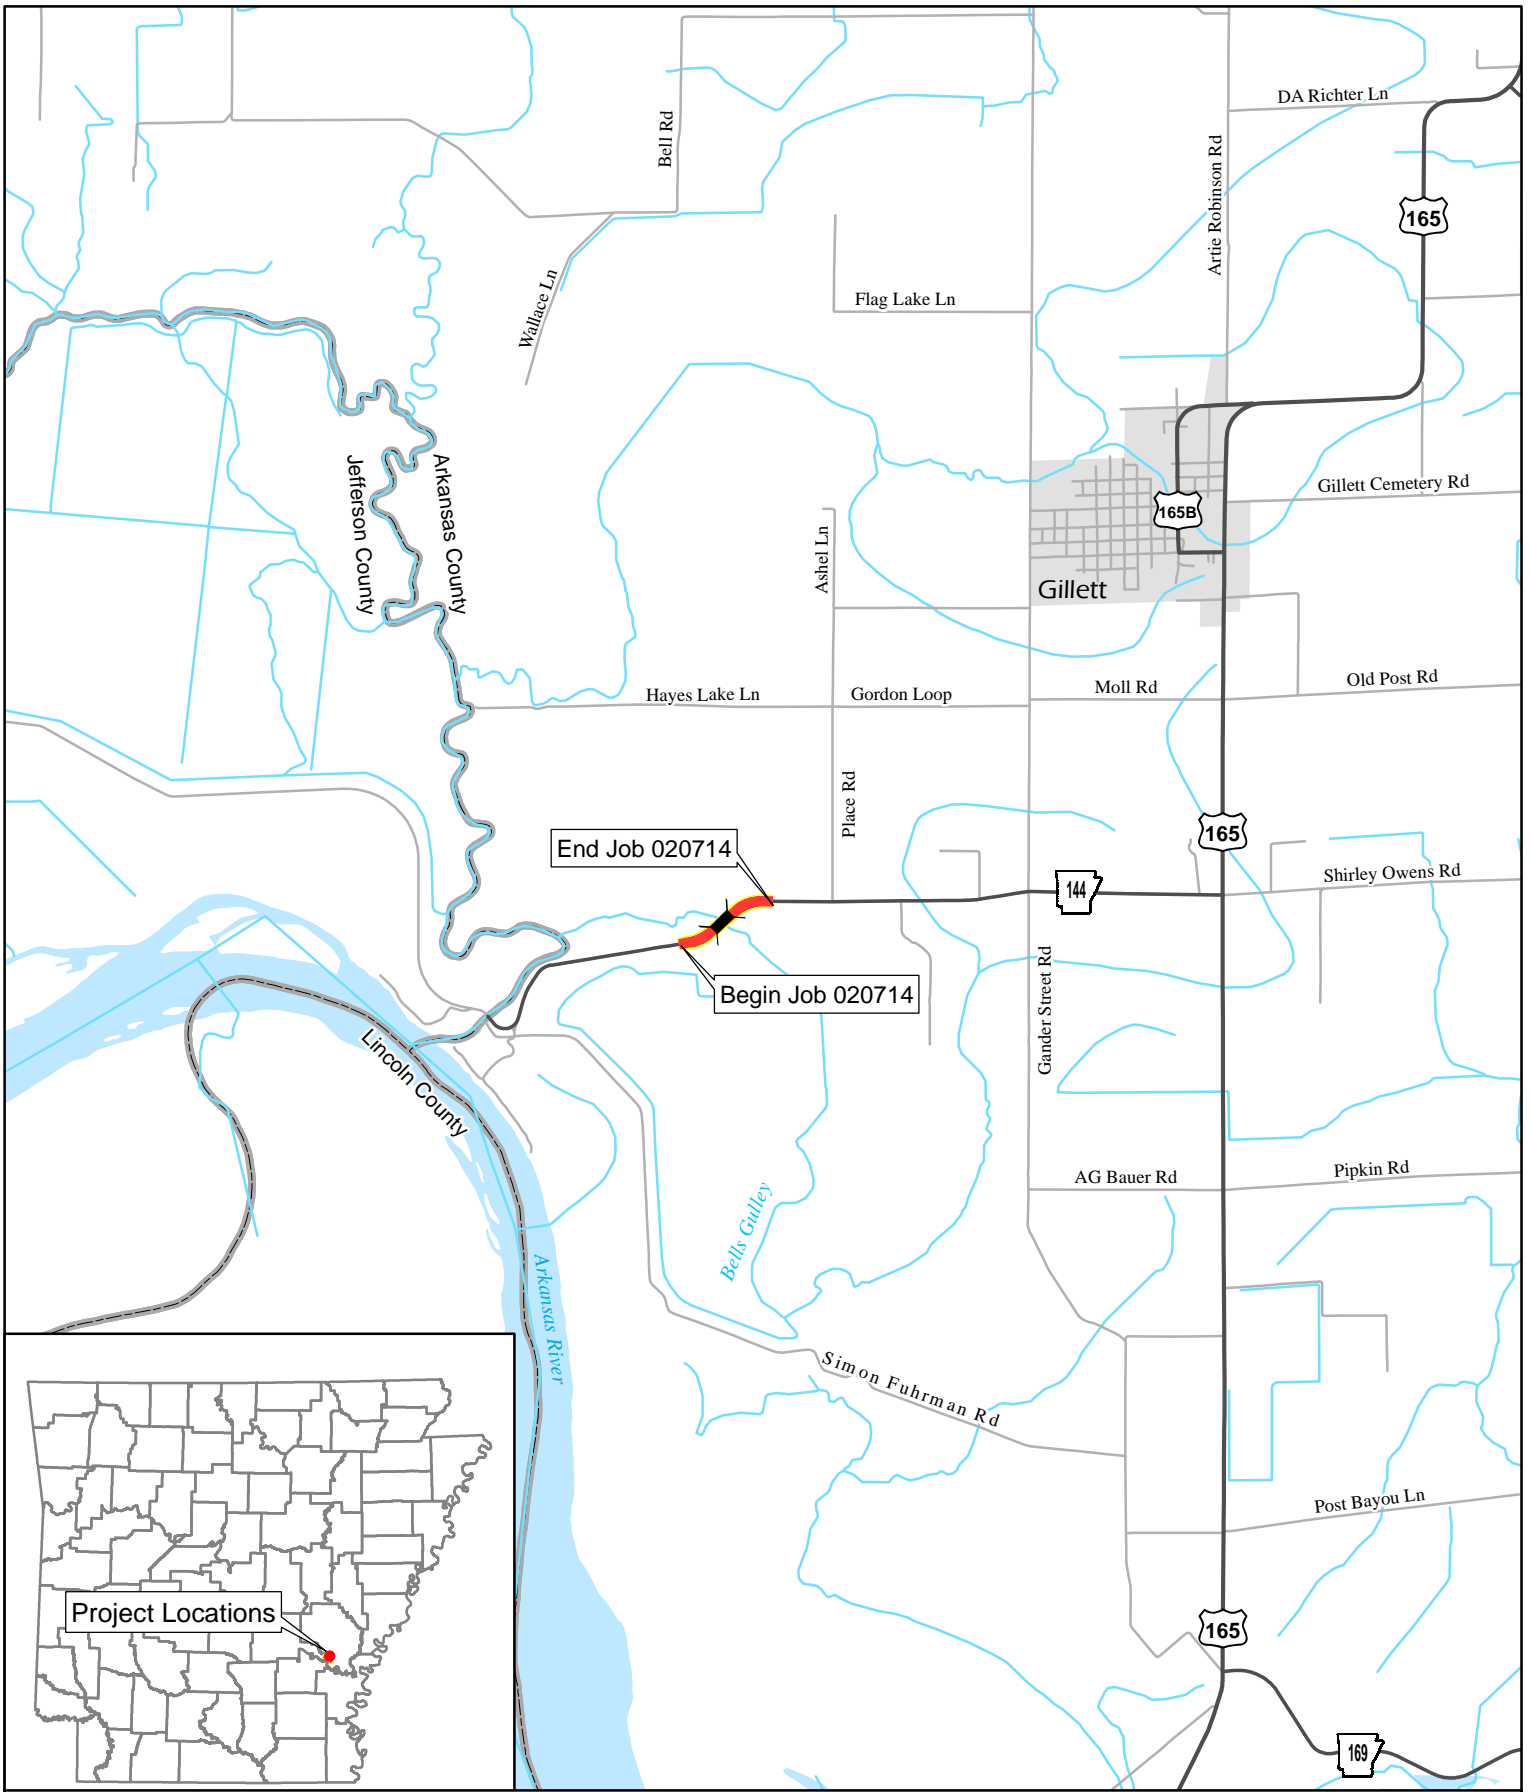 DA Richter Ln
Bell Rd
Artie Robinson Rd
165
Wallace Ln
Flag Lake Ln
Arkansas County
Jefferson County
Gillett Cemetery Rd
165B
Ashel Ln
Gillett
Hayes Lake Ln
Gordon Loop
Moll Rd
Old Post Rd
Place Rd
165
End Job 020714
144
Shirley Owens Rd
Begin Job 020714
Gander Street Rd
Lincoln County
AG Bauer Rd
Pipkin Rd
Bells Gulley
Arkansas River
Simon Fuhrman Rd
Post Bayou Ln
Project Locations
165
169